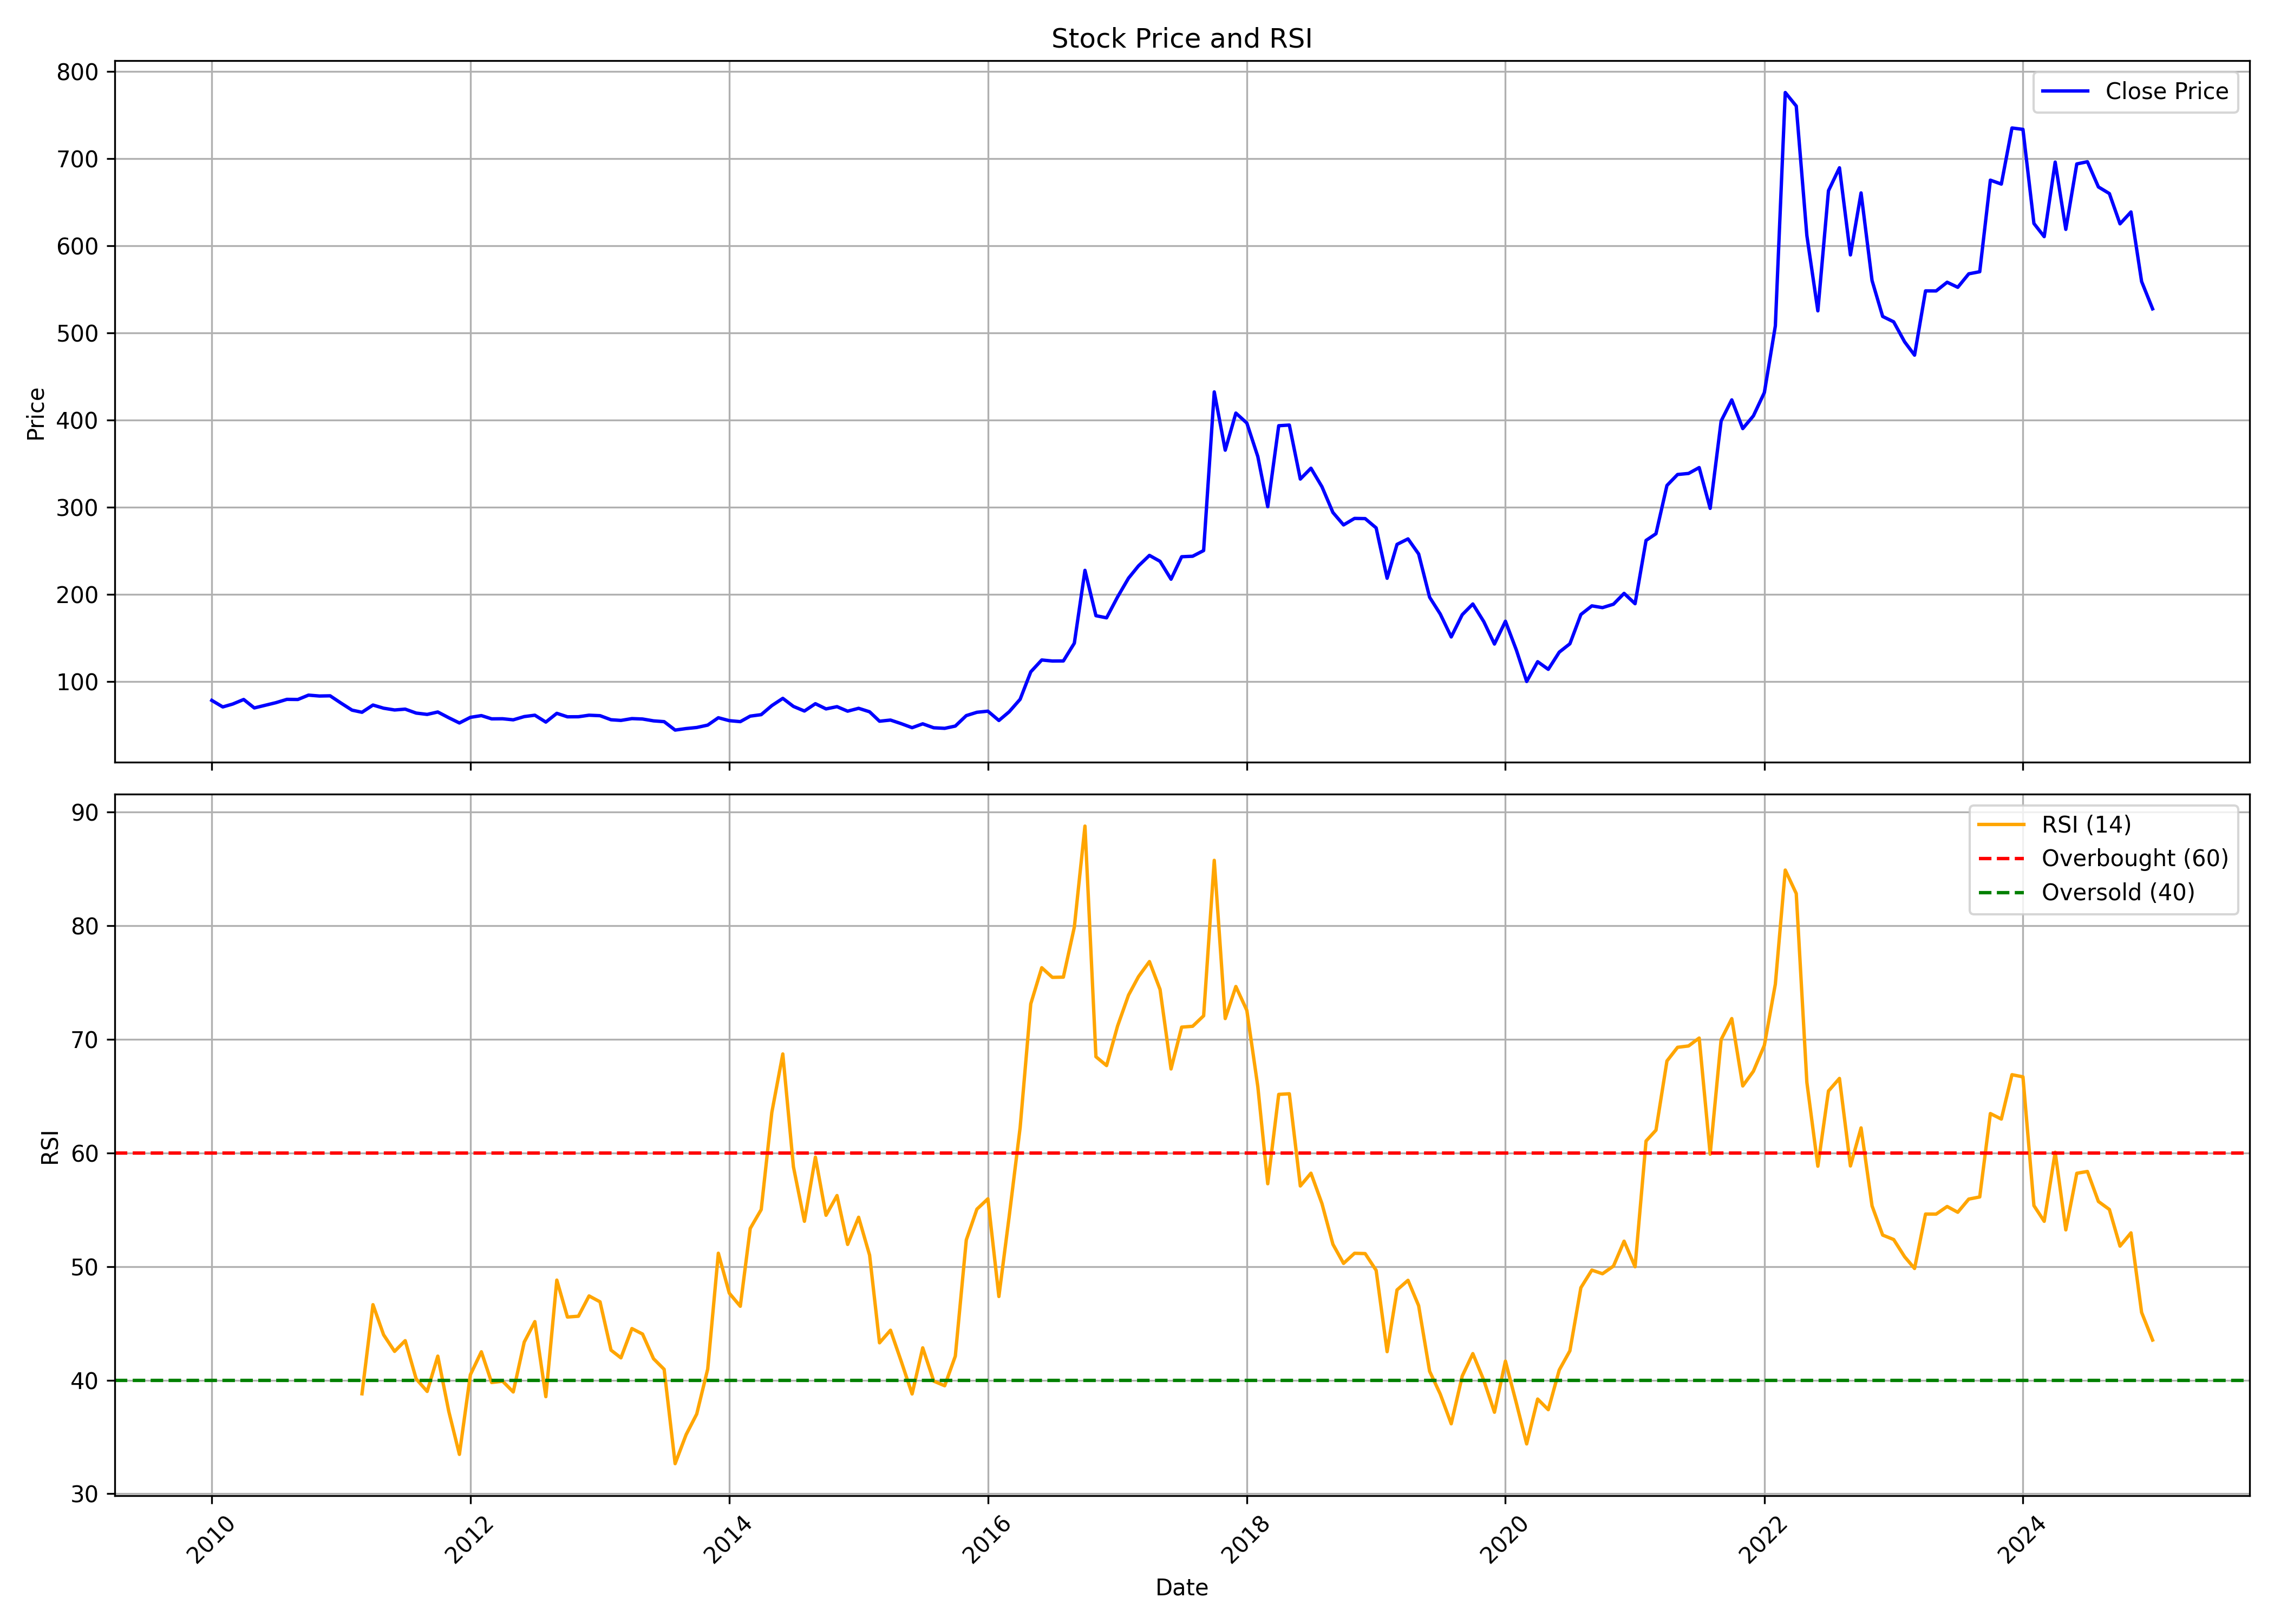 Stock Price and RSI
800
700
600
500
400
300
200
100
Price
Close Price
90
80
70
60
50
40
30
RSI
RSI (14)
Overbought (60)
Oversold (40)
2010
2012
2014
2016
2018
2020
2022
2024
Date